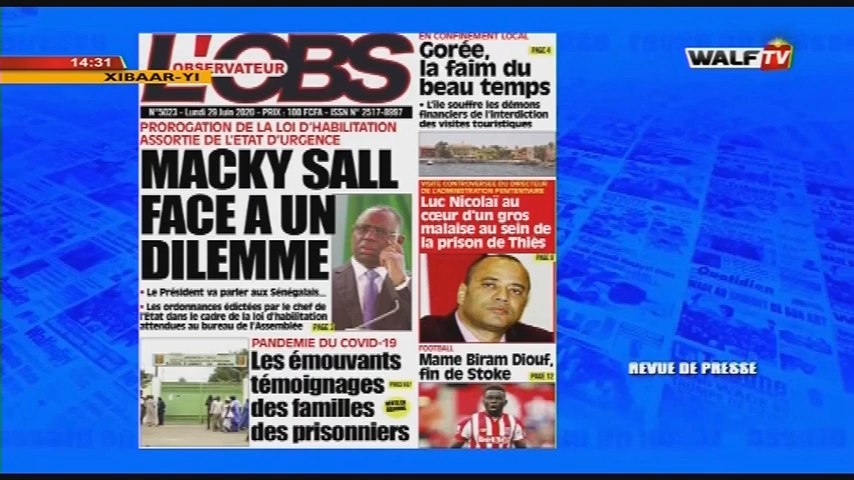 14:31
XIBAAR-YI
WALF TV
L'OBS
OBSERVATEUR
N°5023 - Lundi 29 Juin 2020 - PRIX : 100 FCFA - ISSN N° 2517-8997
PROROGATION DE LA LOI D'HABILITATION
ASSORTIE DE L'ETAT D'URGENCE
MACKY SALL
FACE A UN
DILEMME
• Le Président va parler aux Sénégalais...
• Les ordonnances édictées par le chef de
l'Etat dans le cadre de la loi d'habilitation
attendues au bureau de l'Assemblée
PANDEMIE DU COVID-19
Les émouvants
témoignages
des familles
des prisonniers
EN CONFINEMENT LOCAL
Gorée,
la faim du
beau temps
PAGE 4
• L'île souffre les démons
financiers de l'interdiction
des visites touristiques
VISITE CONTROVERSEE DU DIRECTEUR
DE L'ADMINISTRATION PENITENTIAIRE
Luc Nicolaï au
cœur d'un gros
malaise au sein de
la prison de Thiès
FOOTBALL
Mame Biram Diouf,
fin de Stoke
PAGE 12
bet365
REVUE DE PRESSE